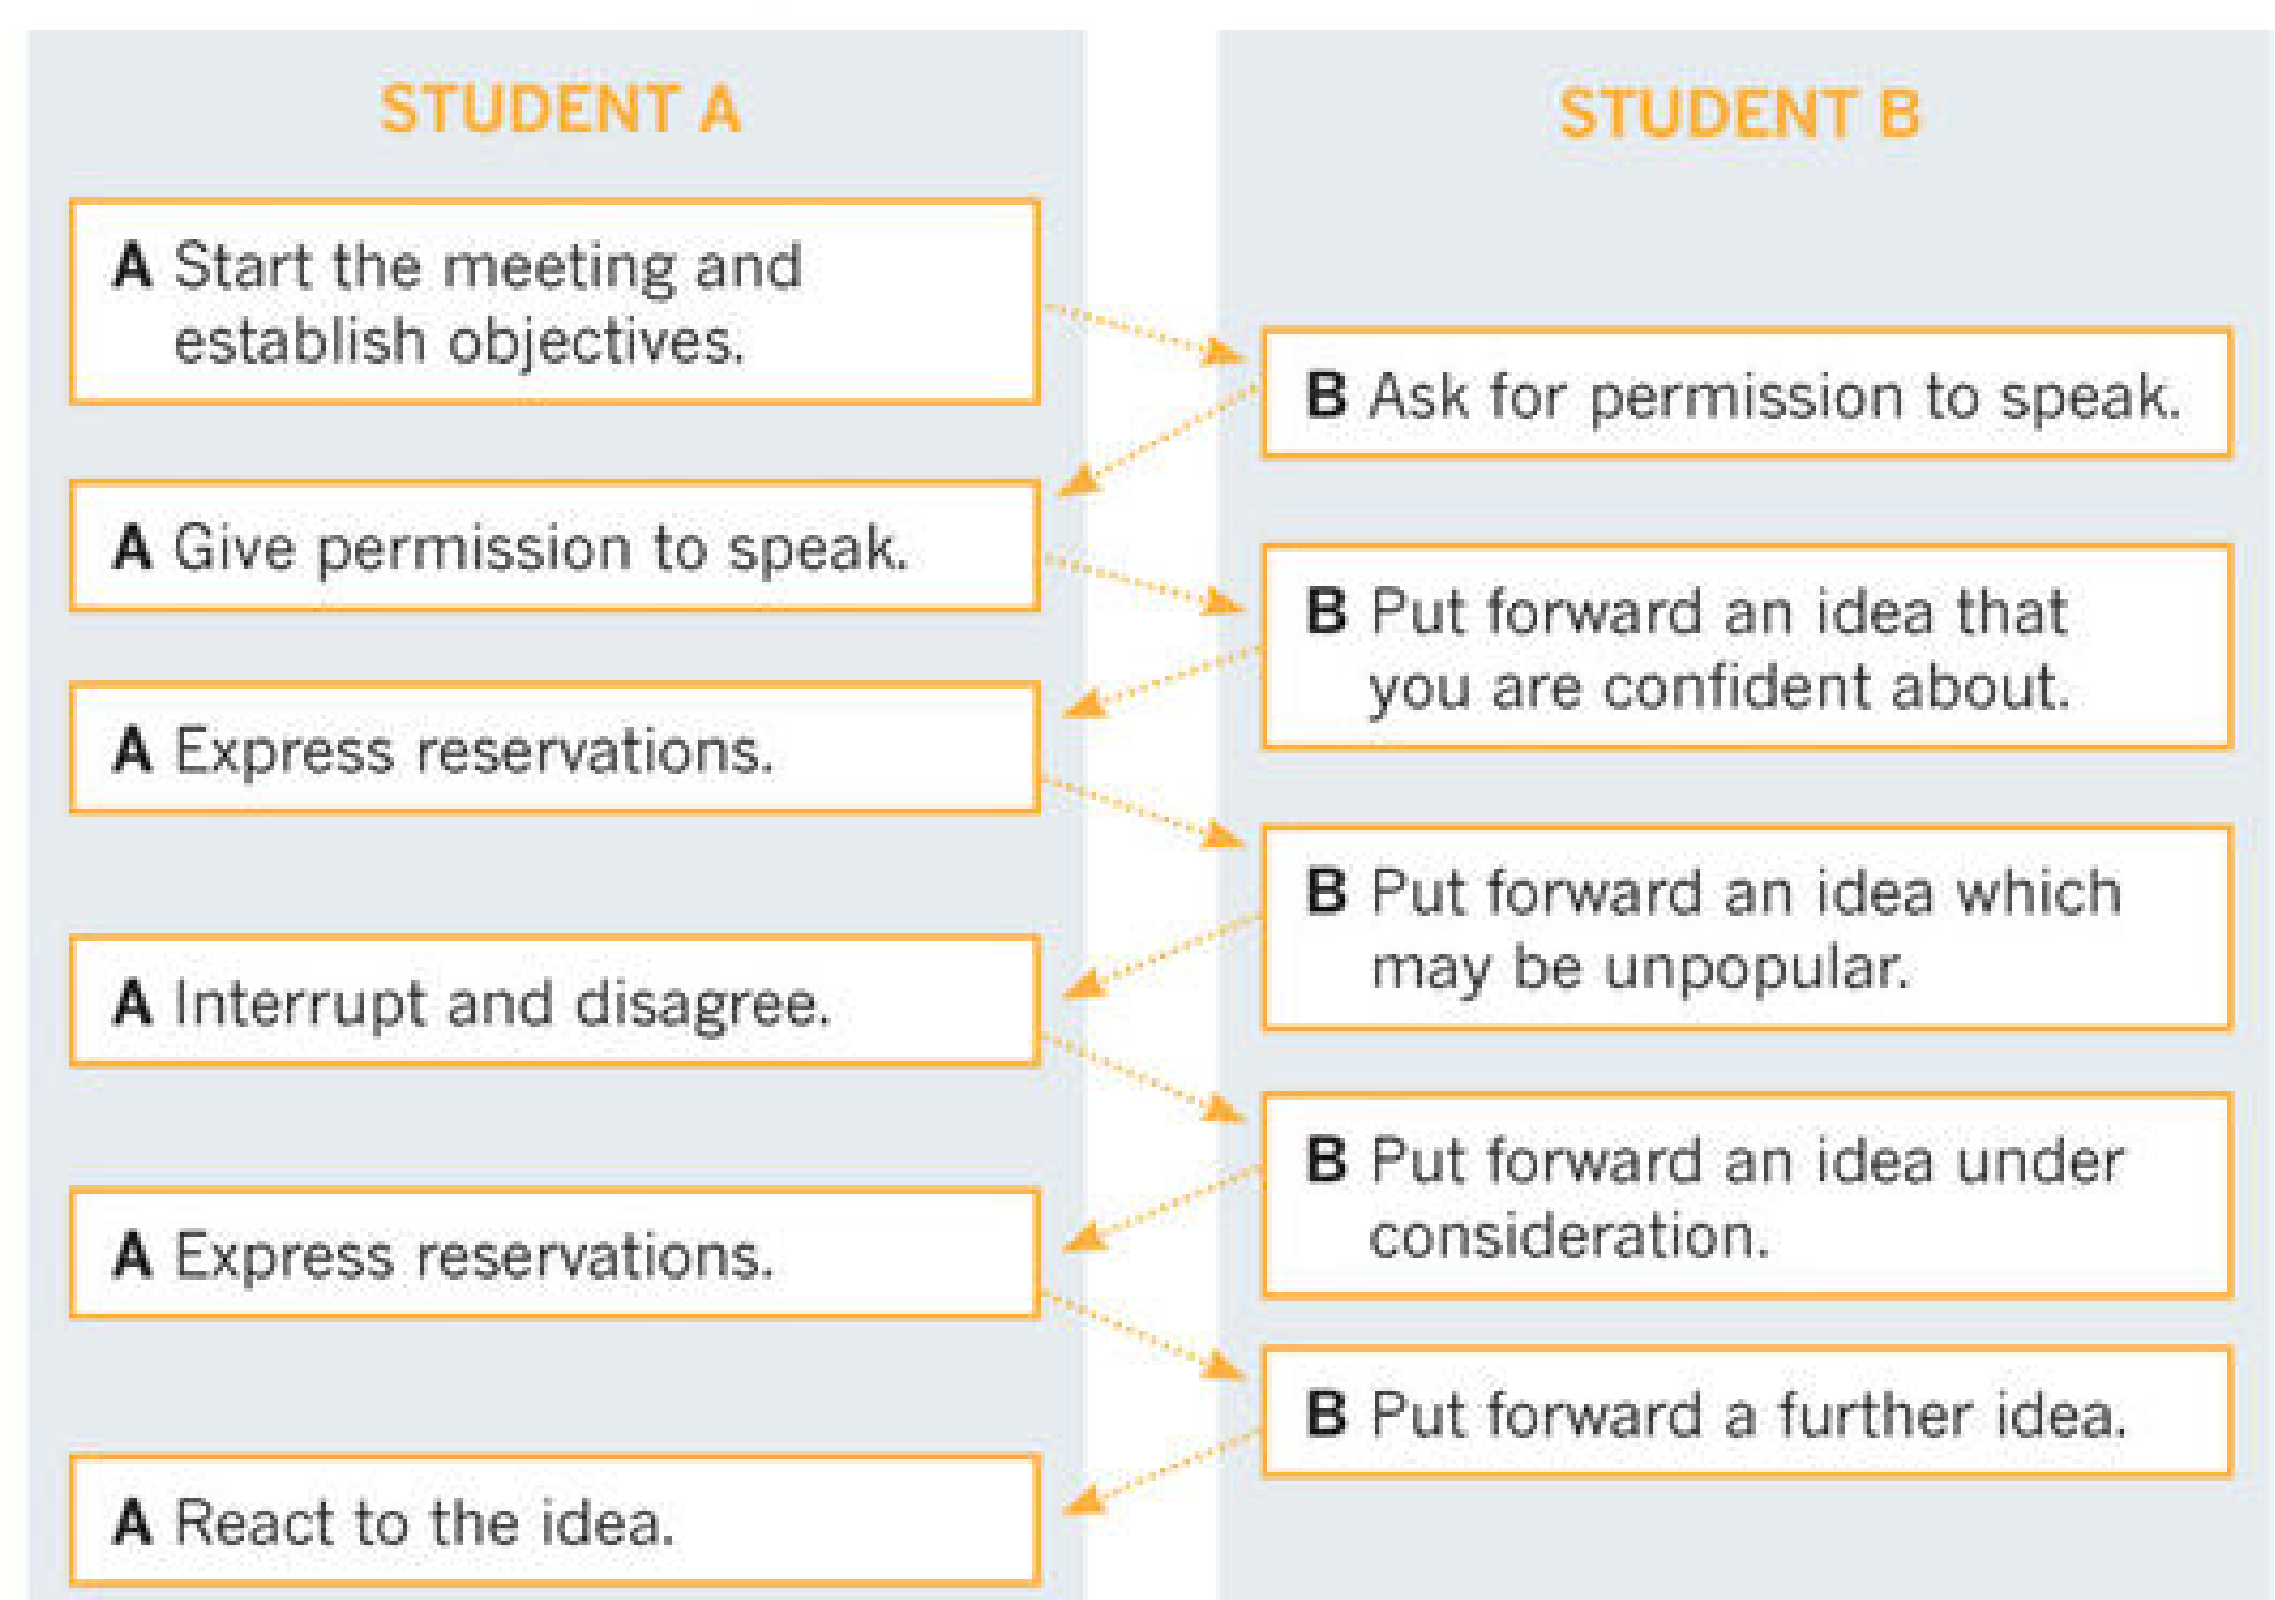 STUDENT A
STUDENT B
A Start the meeting and
establish objectives.
B Ask for permission to speak.
A Give permission to speak.
B Put forward an idea that
you are confident about.
A Express reservations.
B Put forward an idea which
may be unpopular.
A Interrupt and disagree.
B Put forward an idea under
consideration.
A Express reservations.
B Put forward a further idea.
A React to the idea.